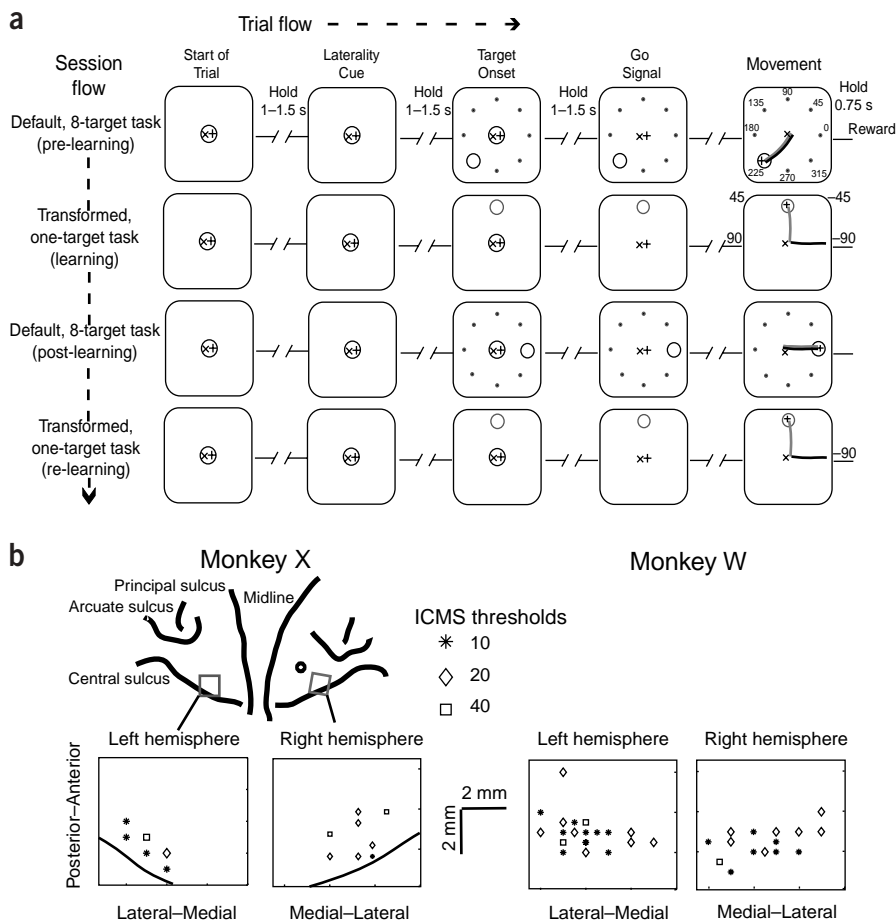 a
Trial flow
Session flow
Start of Trial
Laterality Cue
Target Onset
Go Signal
Movement
Hold 1–1.5 s
Hold 1–1.5 s
Hold 1–1.5 s
Hold 0.75 s
Reward
Default, 8-target task (pre-learning)
90
135
45
180
0
225
315
270
Transformed, one-target task (learning)
45
–45
90
–90
Default, 8-target task (post-learning)
Transformed, one-target task (re-learning)
–90
b
Monkey X
Monkey W
Principal sulcus
Arcuate sulcus
Midline
Central sulcus
ICMS thresholds
10
20
40
Left hemisphere
Right hemisphere
Left hemisphere
Right hemisphere
Posterior–Anterior
2 mm
2 mm
Lateral–Medial
Medial–Lateral
Lateral–Medial
Medial–Lateral